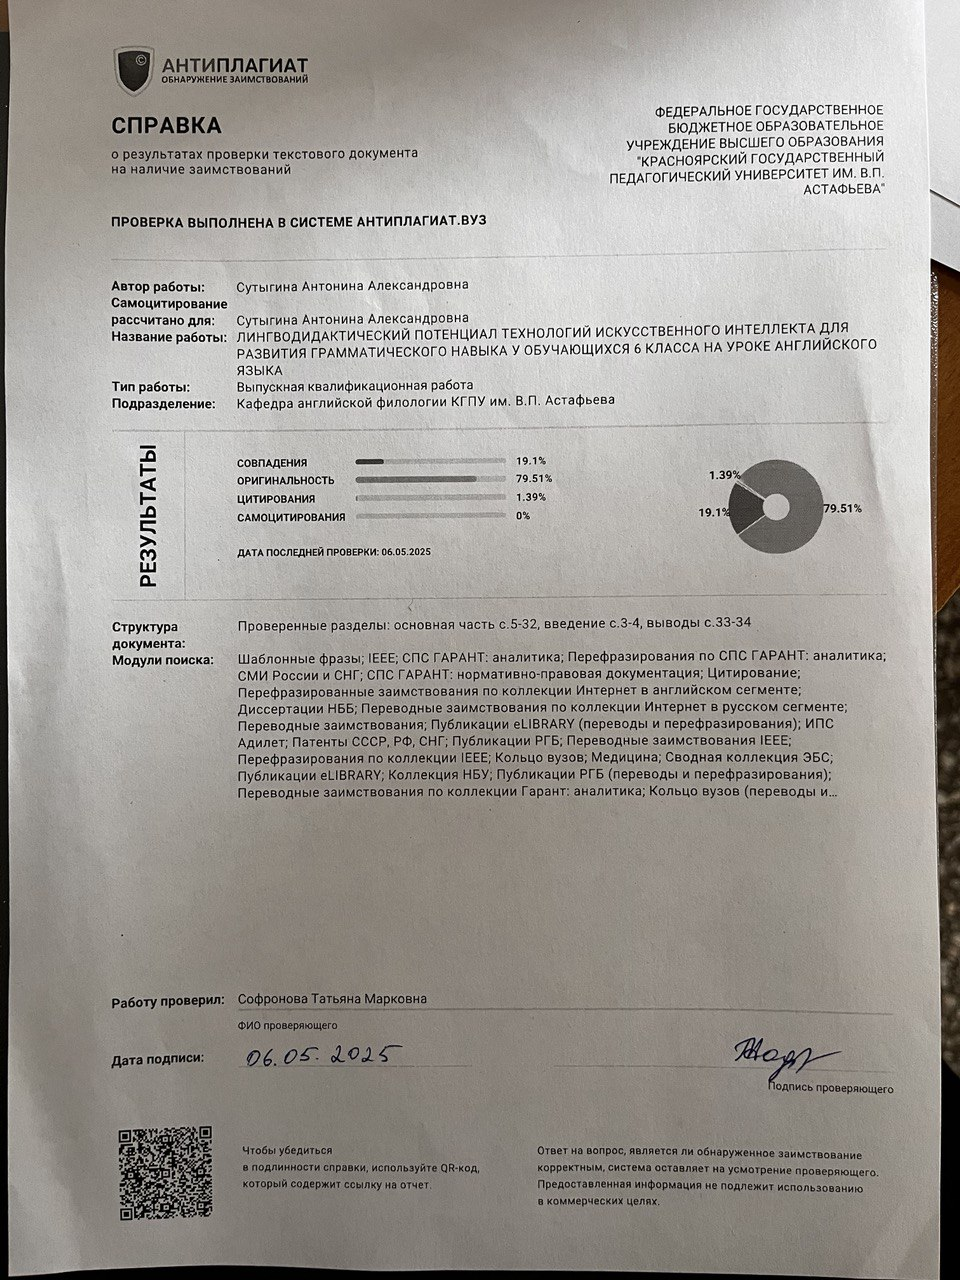 ©
АНТИПЛАГИАТ
ОБНАРУЖЕНИЕ ЗАИМСТВОВАНИЙ
СПРАВКА
о результатах проверки текстового документа
на наличие заимствований
ФЕДЕРАЛЬНОЕ ГОСУДАРСТВЕННОЕ
БЮДЖЕТНОЕ ОБРАЗОВАТЕЛЬНОЕ
УЧРЕЖДЕНИЕ ВЫСШЕГО ОБРАЗОВАНИЯ
"КРАСНОЯРСКИЙ ГОСУДАРСТВЕННЫЙ
ПЕДАГОГИЧЕСКИЙ УНИВЕРСИТЕТ ИМ. В.П.
АСТАФЬЕВА"
ПРОВЕРКА ВЫПОЛНЕНА В СИСТЕМЕ АНТИПЛАГИАТ.ВУЗ
Автор работы: Сутыгина Антонина Александровна
Самоцитирование
рассчитано для: Сутыгина Антонина Александровна
Название работы: ЛИНГВОДИДАКТИЧЕСКИЙ ПОТЕНЦИАЛ ТЕХНОЛОГИЙ ИСКУССТВЕННОГО ИНТЕЛЛЕКТА ДЛЯ
РАЗВИТИЯ ГРАММАТИЧЕСКОГО НАВЫКА У ОБУЧАЮЩИХСЯ 6 КЛАССА НА УРОКЕ АНГЛИЙСКОГО
ЯЗЫКА
Тип работы: Выпускная квалификационная работа
Подразделение: Кафедра английской филологии КГПУ им. В.П. Астафьева
РЕЗУЛЬТАТЫ
СОВПАДЕНИЯ 19.1%
ОРИГИНАЛЬНОСТЬ 79.51%
ЦИТИРОВАНИЯ 1.39%
САМОЦИТИРОВАНИЯ 0%
ДАТА ПОСЛЕДНЕЙ ПРОВЕРКИ: 06.05.2025
1.39%
19.1%
79.51%
Структура
документа: Проверенные разделы: основная часть с.5-32, введение с.3-4, выводы с.33-34
Модули поиска: Шаблонные фразы; IEEE; СПС ГАРАНТ: аналитика; Перефразирования по СПС ГАРАНТ: аналитика;
СМИ России и СНГ; СПС ГАРАНТ: нормативно-правовая документация; Цитирование;
Перефразированные заимствования по коллекции Интернет в английском сегменте;
Диссертации НББ; Переводные заимствования по коллекции Интернет в русском сегменте;
Переводные заимствования; Публикации eLIBRARY (переводы и перефразирования); ИПС
Адилет; Патенты СССР, РФ, СНГ; Публикации РГБ; Переводные заимствования IEEE;
Перефразирования по коллекции IEEE; Кольцо вузов; Медицина; Сводная коллекция ЭБС;
Публикации eLIBRARY; Коллекция НБУ; Публикации РГБ (переводы и перефразирования);
Переводные заимствования по коллекции Гарант: аналитика; Кольцо вузов (переводы и...
Работу проверил: Софронова Татьяна Марковна
ФИО проверяющего
Дата подписи: 06.05.2025
Подпись проверяющего
Чтобы убедиться
в подлинности справки, используйте QR-код,
который содержит ссылку на отчет.
Ответ на вопрос, является ли обнаруженное заимствование
корректным, система оставляет на усмотрение проверяющего.
Предоставленная информация не подлежит использованию
в коммерческих целях.